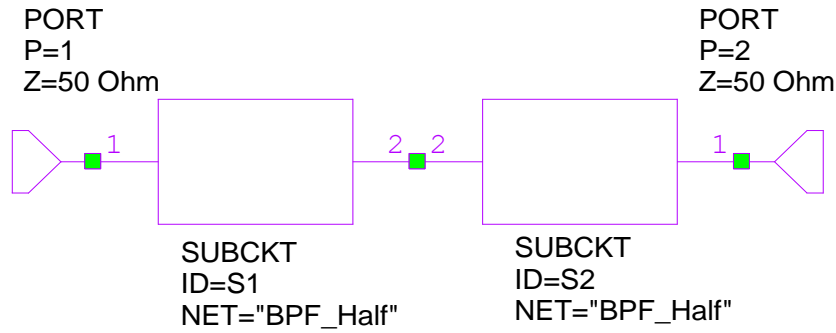 PORT
P=1
Z=50 Ohm
PORT
P=2
Z=50 Ohm
1
2
2
1
SUBCKT
ID=S1
NET="BPF_Half"
SUBCKT
ID=S2
NET="BPF_Half"